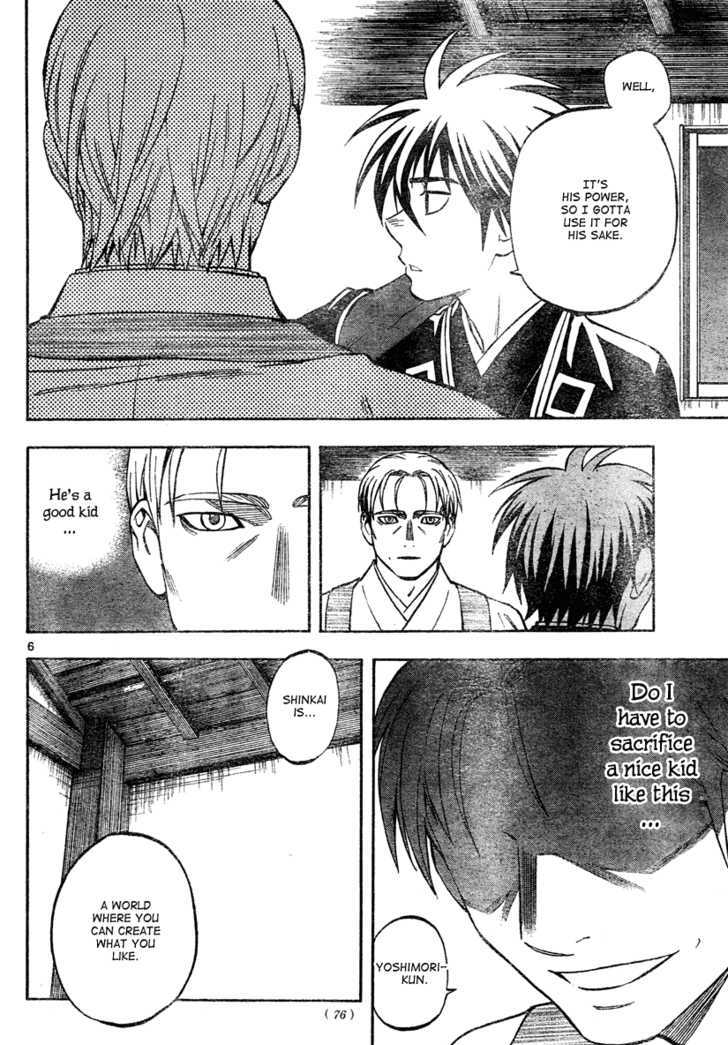 WELL,
IT'S
HIS POWER,
SO I GOTTA
USE IT FOR
HIS SAKE.
He's a
good kid
...
6
Do I
have to
sacrifice
a nice kid
like this
...
YOSHIMORI-
KUN.
SHINKAI
IS...
A WORLD
WHERE YOU
CAN CREATE
WHAT YOU
LIKE.
( 76 )